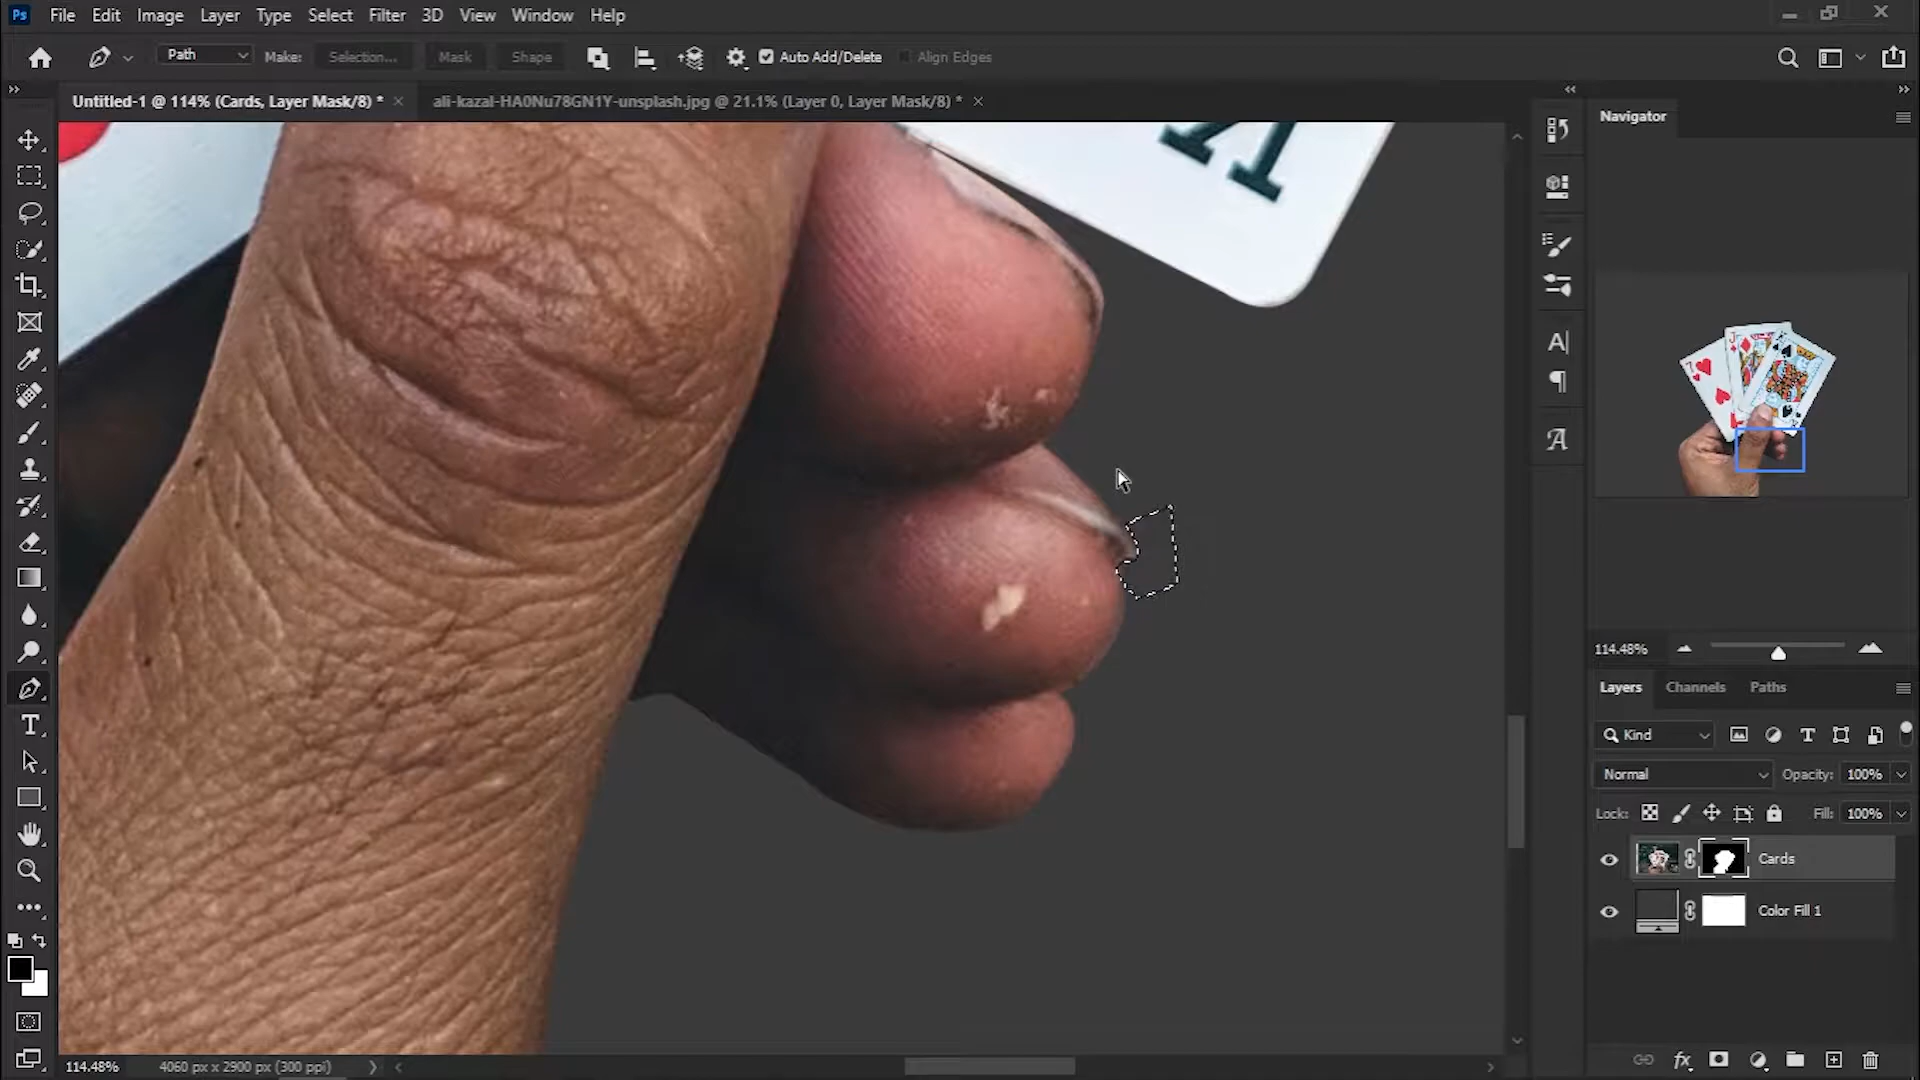 Ps File Edit Image Layer Type Select Filter 3D View Window Help
Path Make: Selection... Mask Shape Auto Add/Delete Align Edges
Untitled-1 @ 114% (Cards, Layer Mask/8) * × ali-kazal-HA0Nu78GN1Y-unsplash.jpg @ 21.1% (Layer 0, Layer Mask/8) * ×
Navigator
K
114.48%
Layers Channels Paths
Kind
Normal Opacity: 100%
Lock: Fill: 100%
Cards
Color Fill 1
fx
114.48% 4060 px x 2900 px (300 ppi)